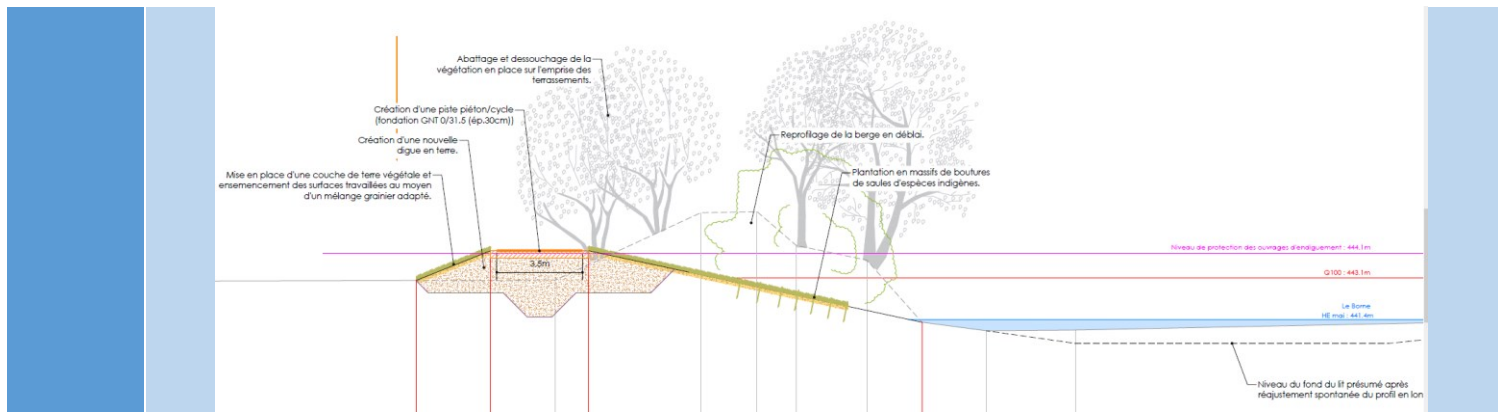 Abattage et dessouchage de la
végétation en place sur l'emprise des
terrassements.
Création d'une piste piéton/cycle
(fondation GNT 0/31.5 (ép.30cm))
Création d'une nouvelle
digue en terre.
Mise en place d'une couche de terre végétale et
ensemencement des surfaces travaillées au moyen
d'un mélange grainier adapté.
Reprofilage de la berge en déblai.
Plantation en massifs de boutures
de saules d'espèces indigènes.
3.5m
Niveau de protection des ouvrages d'endiguement : 444.1m
Q100 : 443.1m
Le Borne
HE mai : 441.4m
Niveau du fond du lit présumé après
réajustement spontanée du profil en lon